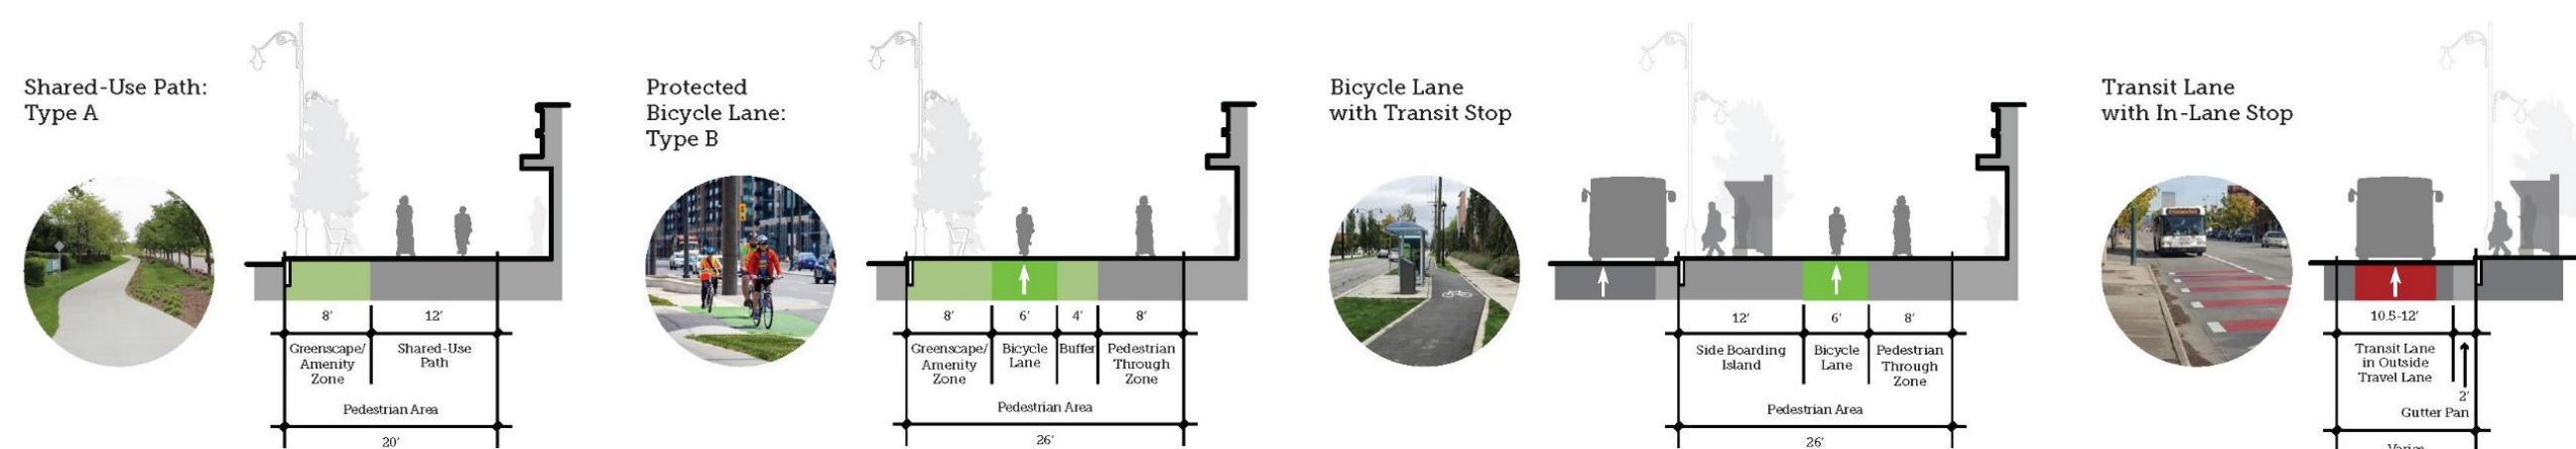 Shared-Use Path:
Type A
8'
12'
Greenscape/
Amenity
Zone
Shared-Use
Path
Pedestrian Area
20'
Protected
Bicycle Lane:
Type B
8'
6'
4'
8'
Greenscape/
Amenity
Zone
Bicycle
Lane
Buffer
Pedestrian
Through
Zone
Pedestrian Area
26'
Bicycle Lane
with Transit Stop
12'
6'
8'
Side Boarding
Island
Bicycle
Lane
Pedestrian
Through
Zone
Pedestrian Area
26'
Transit Lane
with In-Lane Stop
10.5-12'
Transit Lane
in Outside
Travel Lane
2'
Gutter Pan
Varies